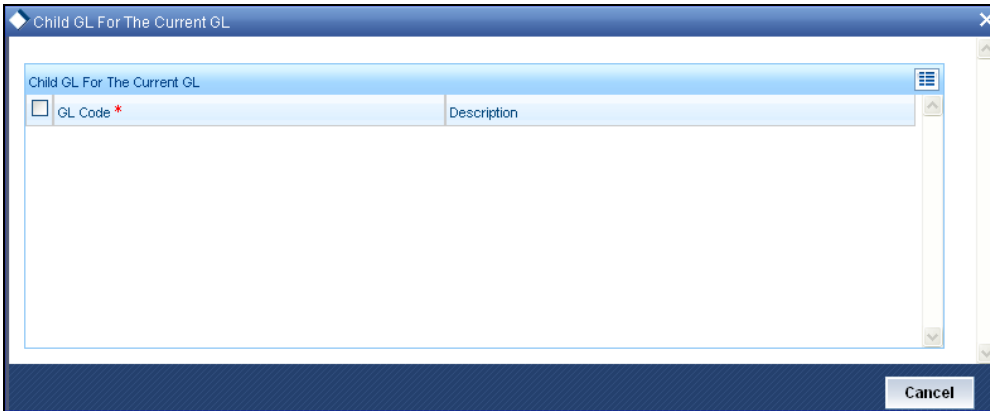 Child GL For The Current GL
Child GL For The Current GL
GL Code * Description
Cancel